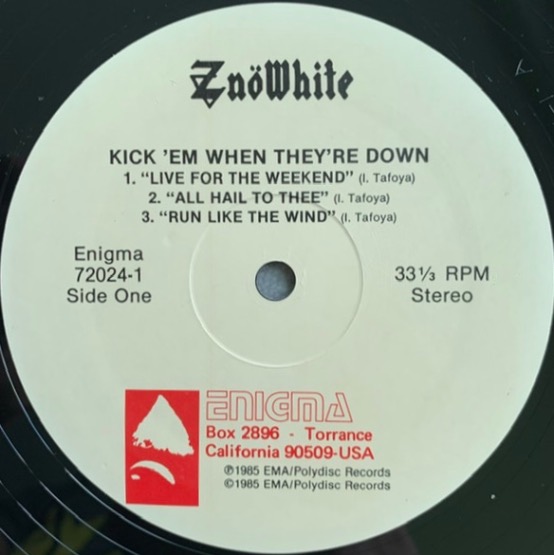 ZnöWhite
KICK 'EM WHEN THEY'RE DOWN
1. "LIVE FOR THE WEEKEND" (I. Tafoya)
2. "ALL HAIL TO THEE" (I. Tafoya)
3. "RUN LIKE THE WIND" (I. Tafoya)
Enigma
72024-1
Side One
33⅓ RPM
Stereo
ENIGMA
Box 2896 - Torrance
California 90509-USA
℗1985 EMA/Polydisc Records
©1985 EMA/Polydisc Records